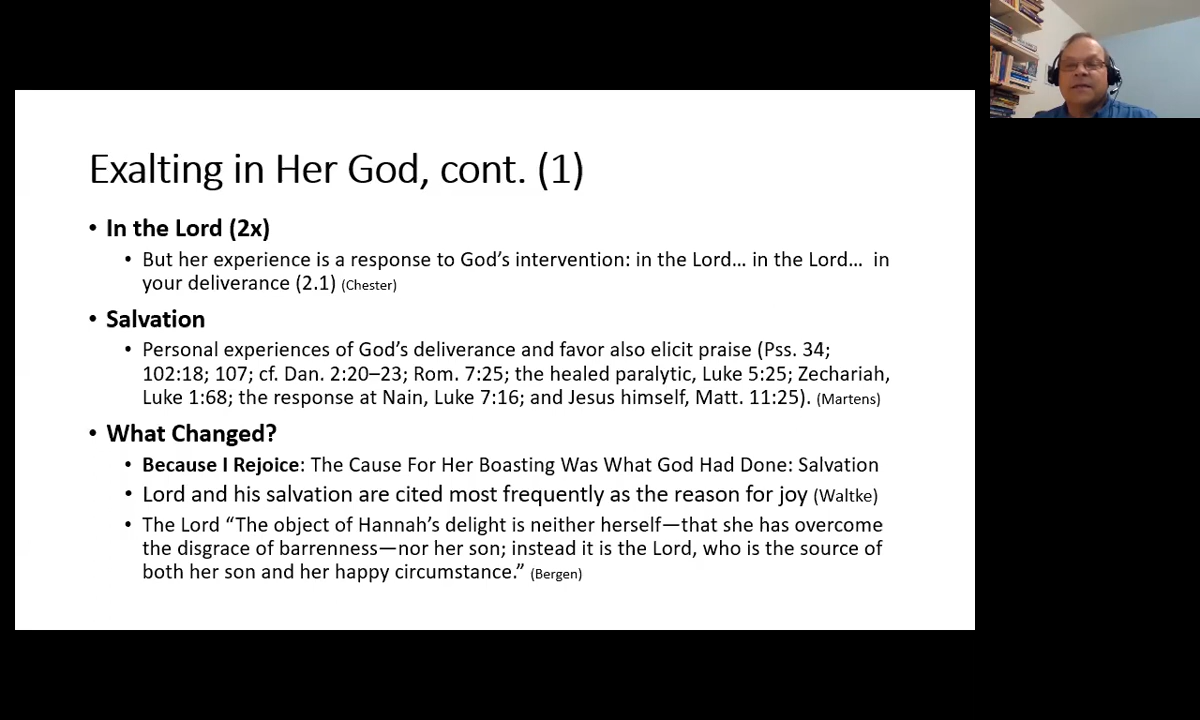 Exalting in Her God, cont. (1)
• In the Lord (2x)
• But her experience is a response to God’s intervention: in the Lord… in the Lord… in
your deliverance (2.1) (Chester)
• Salvation
• Personal experiences of God’s deliverance and favor also elicit praise (Pss. 34;
102:18; 107; cf. Dan. 2:20–23; Rom. 7:25; the healed paralytic, Luke 5:25; Zechariah,
Luke 1:68; the response at Nain, Luke 7:16; and Jesus himself, Matt. 11:25). (Martens)
• What Changed?
• Because I Rejoice: The Cause For Her Boasting Was What God Had Done: Salvation
• Lord and his salvation are cited most frequently as the reason for joy (Waltke)
• The Lord “The object of Hannah’s delight is neither herself—that she has overcome
the disgrace of barrenness—nor her son; instead it is the Lord, who is the source of
both her son and her happy circumstance.” (Bergen)